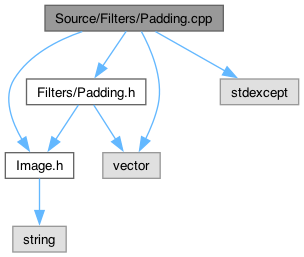 Source/Filters/Padding.cpp
Filters/Padding.h
stdexcept
Image.h
vector
string